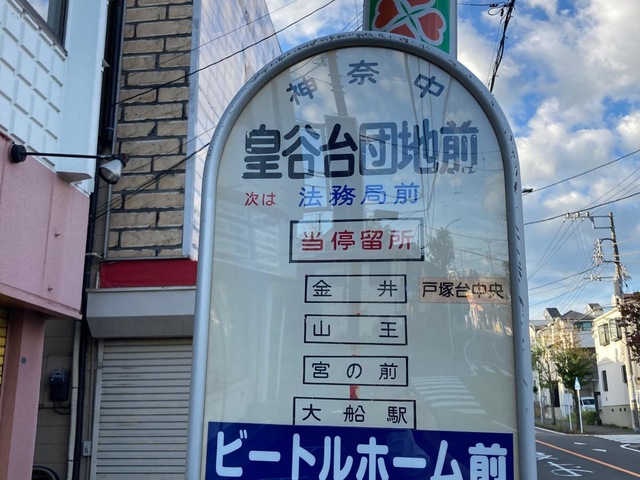 神奈中
皇谷台団地前
次は 法務局前
当停留所
金井 戸塚台中央
山王
宮の前
大船駅
ビートルホーム前